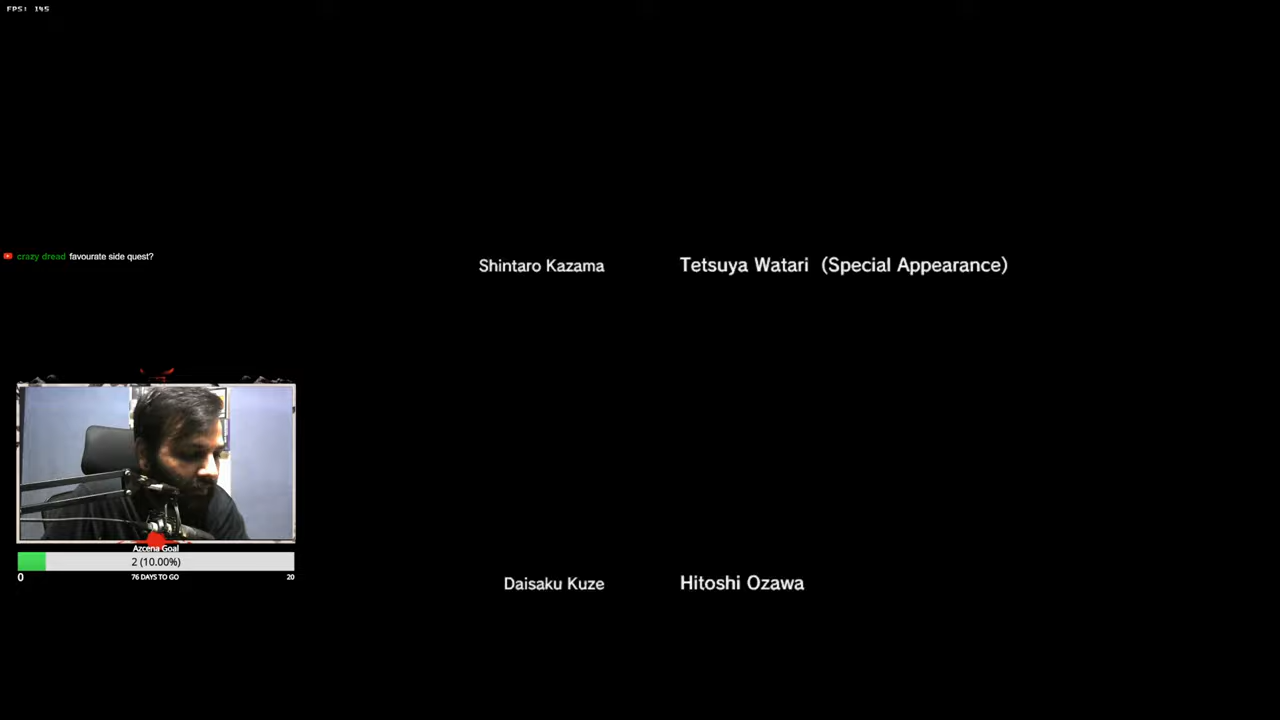 FPS: 145
crazy dread favourate side quest?
Shintaro Kazama Tetsuya Watari (Special Appearance)
Azcena Goal
2 (10.00%)
0 76 DAYS TO GO 20
Daisaku Kuze Hitoshi Ozawa